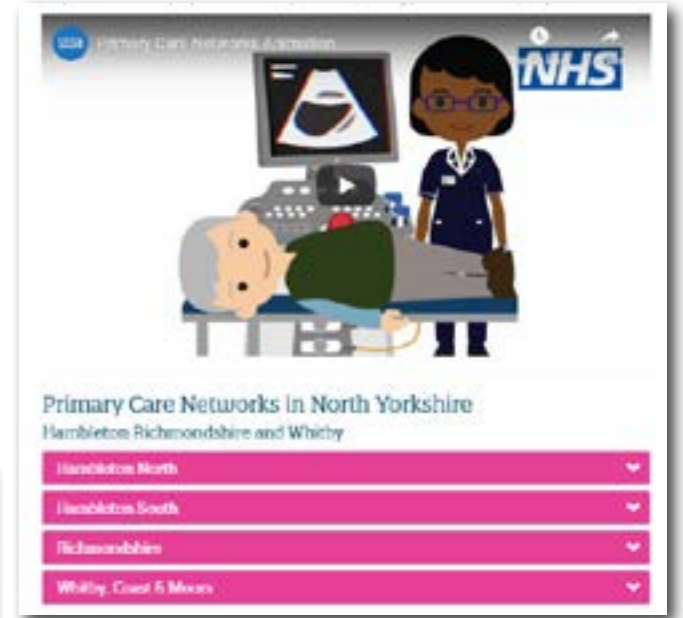 Primary Care Networks Animation
NHS
Primary Care Networks in North Yorkshire
Hambleton Richmondshire and Whitby
Hambleton North
Hambleton South
Richmondshire
Whitby, Coast & Moors